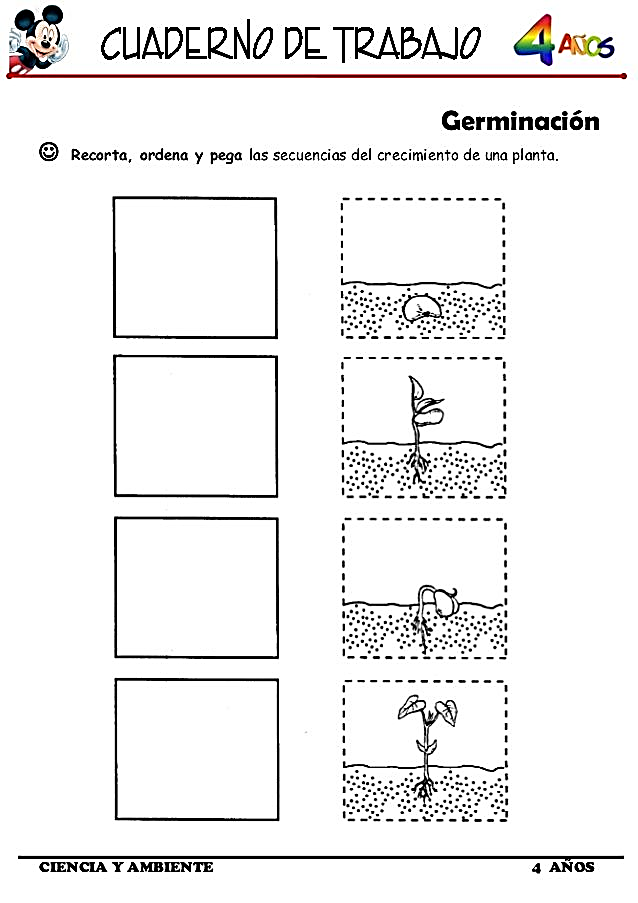 CUADERNO DE TRABAJO 4 AÑOS
Germinación
Recorta, ordena y pega las secuencias del crecimiento de una planta.
CIENCIA Y AMBIENTE 4 AÑOS